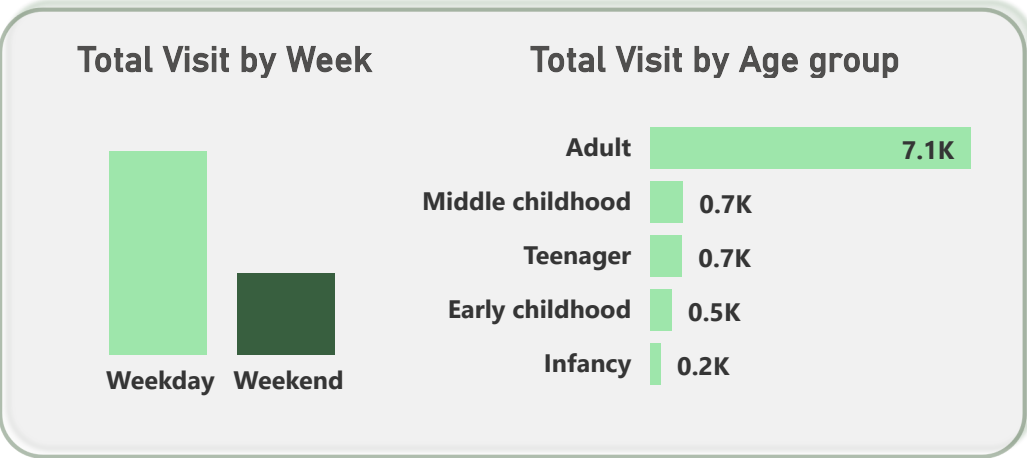 Total Visit by Week
Weekday
Weekend
Total Visit by Age group
Adult 7.1K
Middle childhood 0.7K
Teenager 0.7K
Early childhood 0.5K
Infancy 0.2K